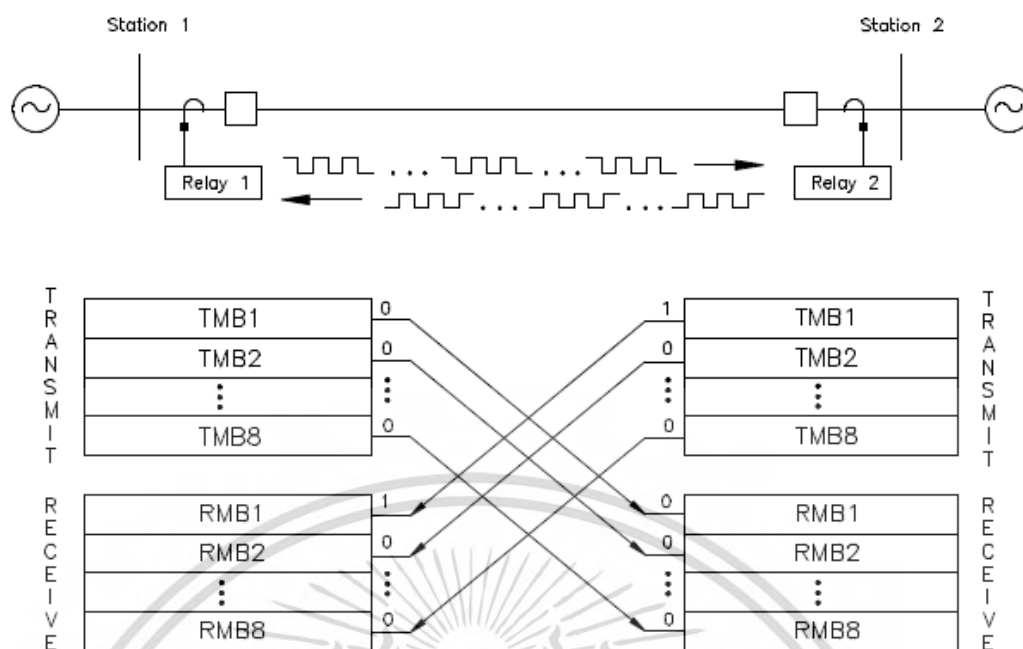 Station 1
Station 2
Relay 1
Relay 2
TRANSMIT
TMB1
0
1
TMB1
TRANSMIT
TMB2
0
0
TMB2
TMB8
0
0
TMB8
RECEIVE
RMB1
1
0
RMB1
RECEIVE
RMB2
0
0
RMB2
RMB8
0
0
RMB8